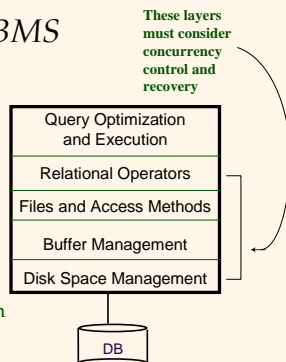 BMS
These layers
must consider
concurrency
control and
recovery
Query Optimization
and Execution
Relational Operators
Files and Access Methods
Buffer Management
Disk Space Management
DB